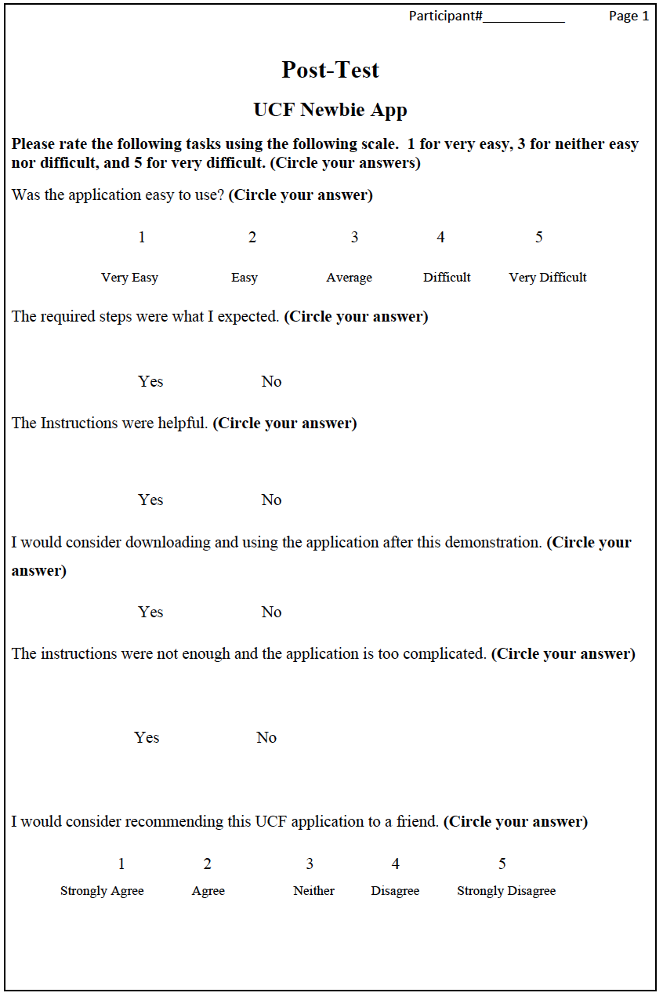 Participant#___________ Page 1
Post-Test
UCF Newbie App
Please rate the following tasks using the following scale.  1 for very easy, 3 for neither easy
nor difficult, and 5 for very difficult. (Circle your answers)
Was the application easy to use? (Circle your answer)
1 2 3 4 5
Very Easy Easy Average Difficult Very Difficult
The required steps were what I expected. (Circle your answer)
Yes No
The Instructions were helpful. (Circle your answer)
Yes No
I would consider downloading and using the application after this demonstration. (Circle your
answer)
Yes No
The instructions were not enough and the application is too complicated. (Circle your answer)
Yes No
I would consider recommending this UCF application to a friend. (Circle your answer)
1 2 3 4 5
Strongly Agree Agree Neither Disagree Strongly Disagree